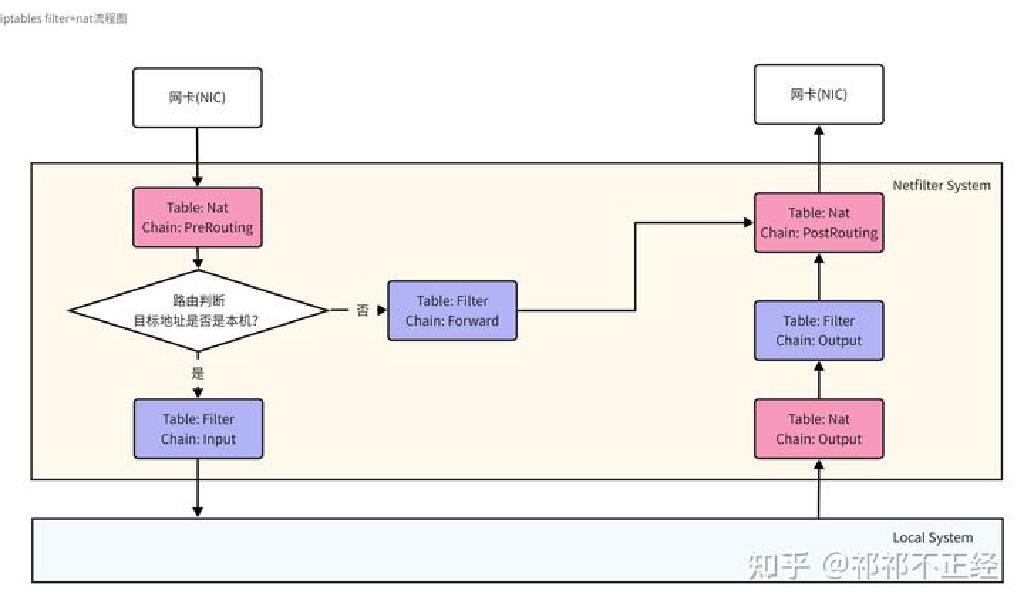 iptables filter+nat流程图
网卡(NIC)
网卡(NIC)
Netfilter System
Table: Nat
Chain: PreRouting
Table: Nat
Chain: PostRouting
路由判断
目标地址是否是本机?
否
Table: Filter
Chain: Forward
Table: Filter
Chain: Output
是
Table: Filter
Chain: Input
Table: Nat
Chain: Output
Local System
知乎 @祁祁不正经